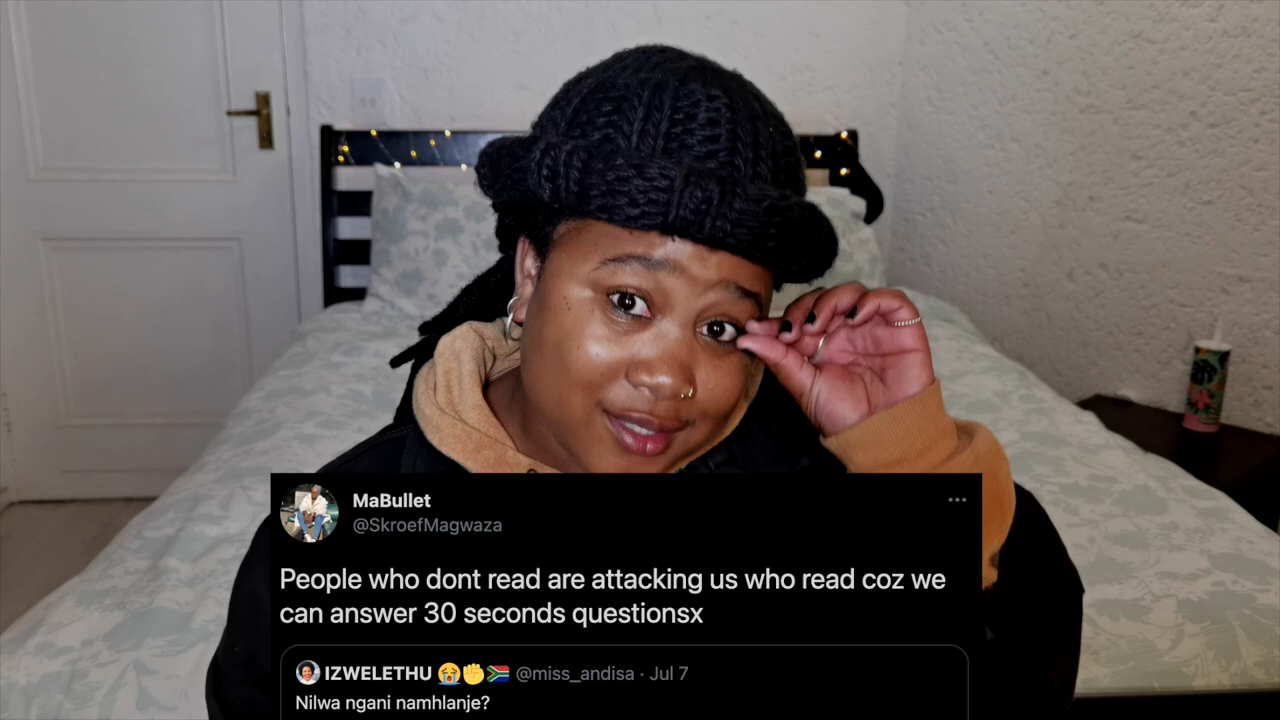 MaBullet
@SkroefMagwaza
People who dont read are attacking us who read coz we
can answer 30 seconds questionsx
IZWELETHU 😭✊🇿🇦 @miss_andisa · Jul 7
Nilwa ngani namhlanje?